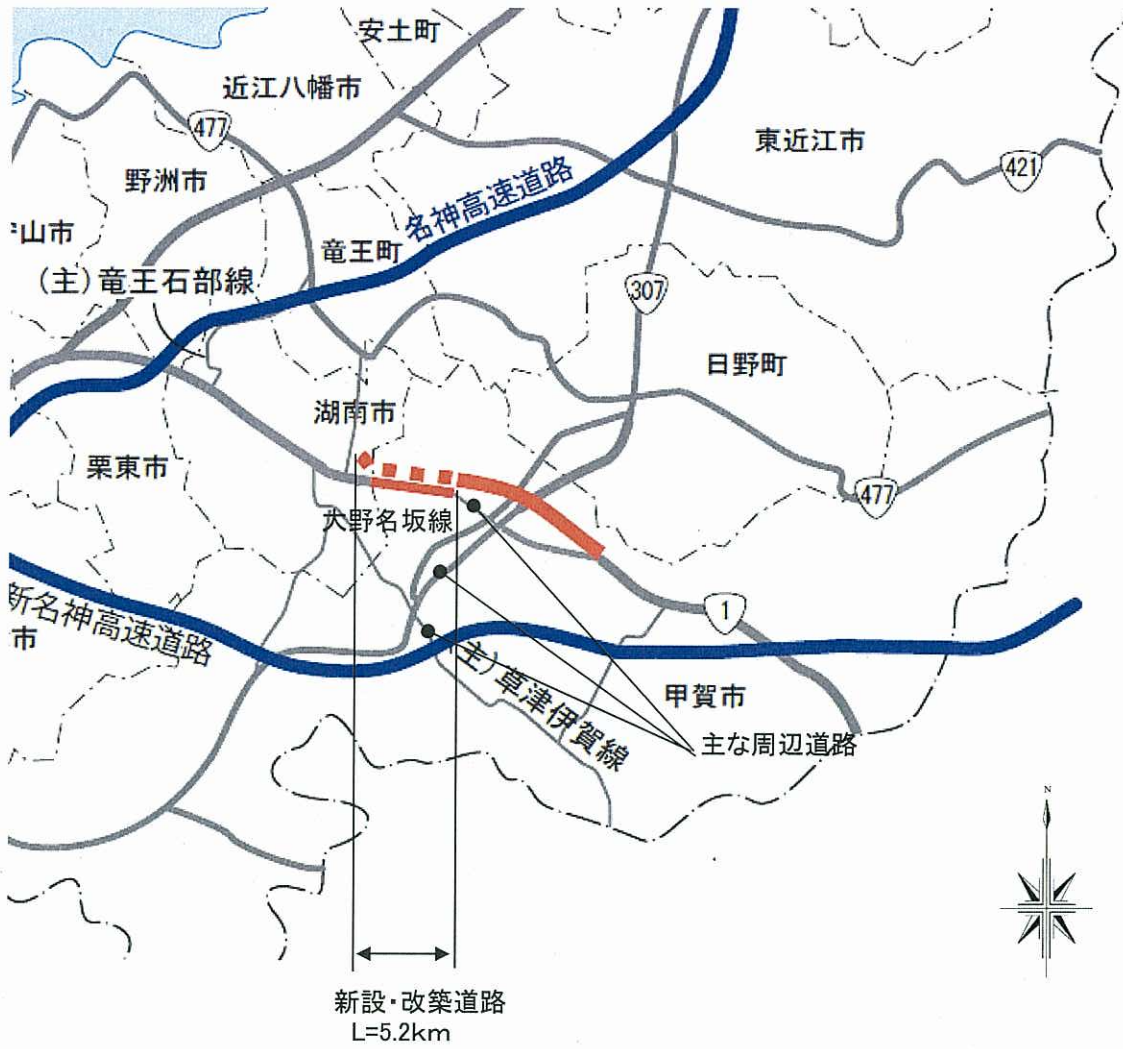 安土町
近江八幡市
477
東近江市
421
野洲市
名神高速道路
山市
竜王町
(主)竜王石部線
307
日野町
湖南市
栗東市
477
大野名坂線
1
新名神高速道路
市
主)草津伊賀線
甲賀市
主な周辺道路
N
新設・改築道路
L=5.2km